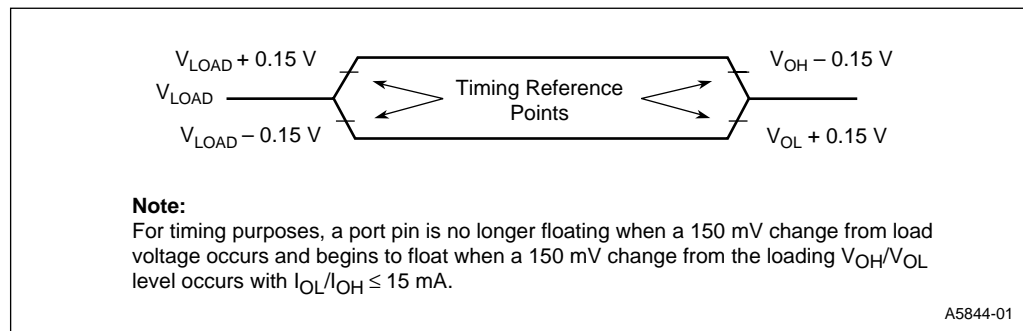 V_LOAD + 0.15 V
V_OH – 0.15 V
V_LOAD
Timing Reference
Points
V_LOAD – 0.15 V
V_OL + 0.15 V
Note:
For timing purposes, a port pin is no longer floating when a 150 mV change from load
voltage occurs and begins to float when a 150 mV change from the loading V_OH/V_OL
level occurs with I_OL/I_OH ≤ 15 mA.
A5844-01